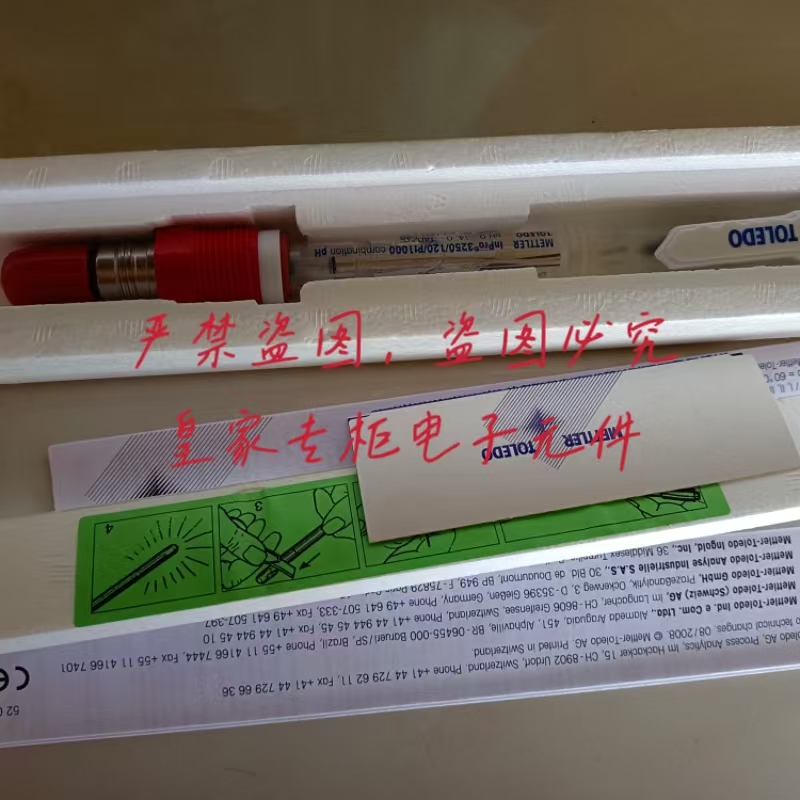 TOLEDO
METTLER
TOLEDO
InPro® 3250/120/Pt1000 combination pH
严禁盗图，盗图必究
皇家专柜电子元件
METTLER
TOLEDO
4
3
Process Analytics, Im Hackacker 15, CH-8902 Urdorf, Switzerland, Phone +41 44 729 62 11, Fax +41 44 729 66 36
technical changes. 08/2008. © Mettler-Toledo AG. Printed in Switzerland.
Mettler-Toledo Ind. e Com. Ltda., Alameda Araguaia, 451, Alphaville, BR-06455-000 Barueri/SP, Brazil, Phone +55 11 4166 7444, Fax +55 11 4166 7401
Mettler-Toledo (Schweiz) AG, Im Langacher, CH-8606 Greifensee, Switzerland, Phone +41 44 944 45 45, Fax +41 44 944 45 10
Mettler-Toledo GmbH, Prozeßanalytik, Ockerweg 3, D-35396 Gießen, Germany, Phone +49 641 507-333, Fax +49 641 507-397
Mettler-Toledo Analyse Industrielle S.A.S., 30 Bld. de Douaumont, BP 949, F-75829
Mettler-Toledo Ingold, Inc., 36 Middlesex
CE